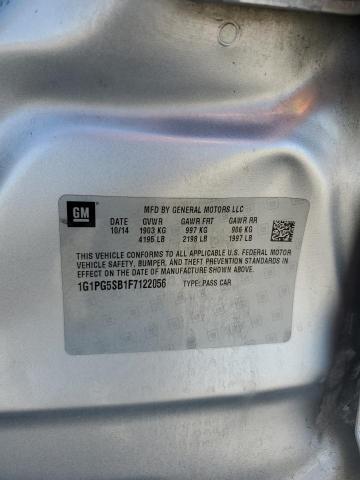 GM
MFD BY GENERAL MOTORS LLC
DATE GVWR GAWR FRT GAWR RR
10/14 1903 KG 997 KG 906 KG
4195 LB 2198 LB 1997 LB
THIS VEHICLE CONFORMS TO ALL APPLICABLE U.S. FEDERAL MOTOR
VEHICLE SAFETY, BUMPER, AND THEFT PREVENTION STANDARDS IN
EFFECT ON THE DATE OF MANUFACTURE SHOWN ABOVE.
1G1PG5SB1F7122056 TYPE: PASS CAR